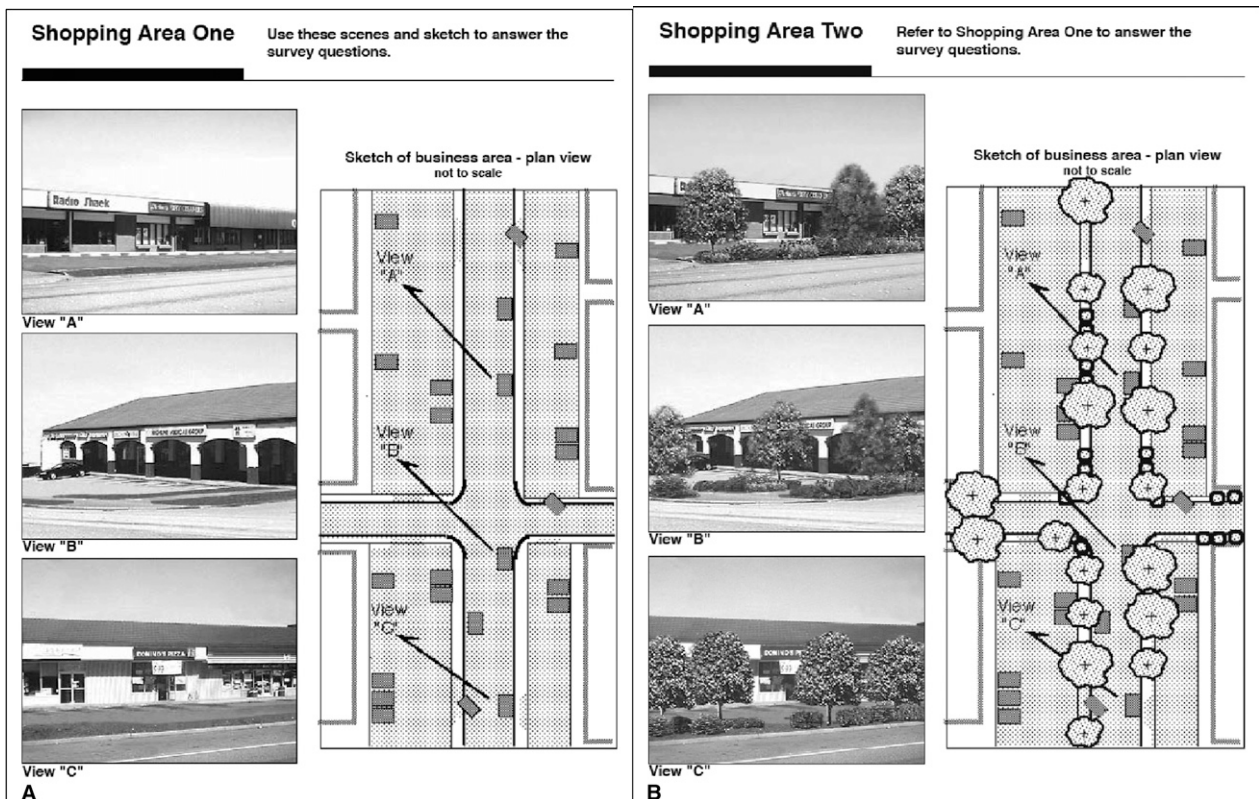 Shopping Area One
Use these scenes and sketch to answer the
survey questions.
Sketch of business area - plan view
not to scale
Radio Shack
View "A"
View
"A"
View "B"
View
"B"
DOMINO'S PIZZA
View "C"
View
"C"
A
Shopping Area Two
Refer to Shopping Area One to answer the
survey questions.
Sketch of business area - plan view
not to scale
View "A"
View
"A"
View "B"
View
"B"
View "C"
View
"C"
B